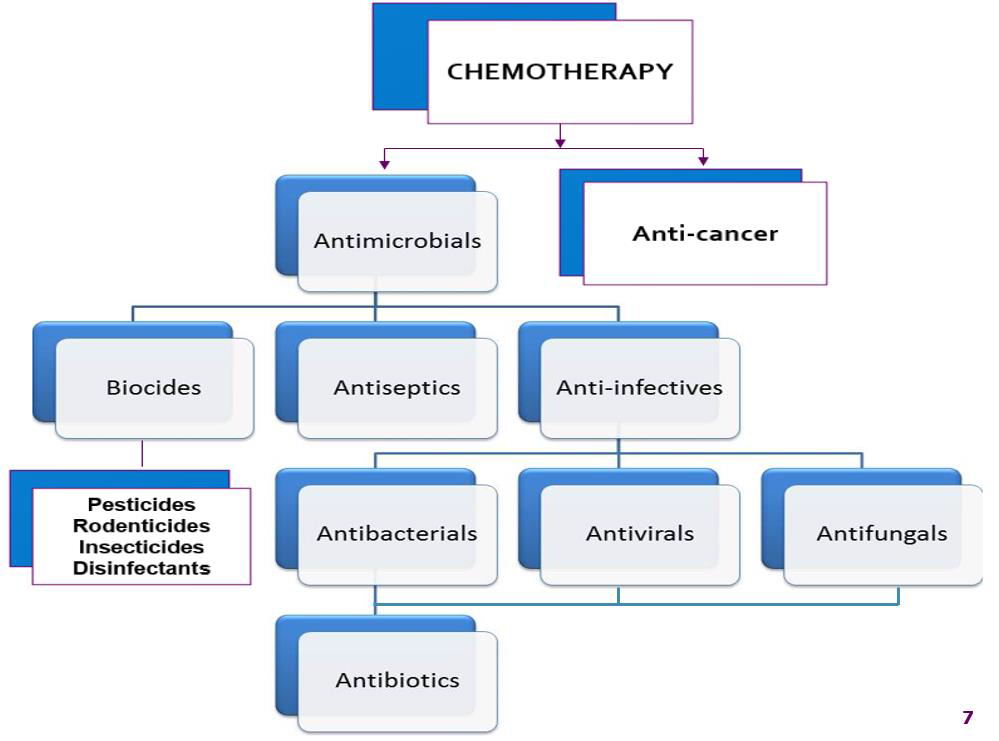 CHEMOTHERAPY
Antimicrobials
Anti-cancer
Biocides
Antiseptics
Anti-infectives
Pesticides
Rodenticides
Insecticides
Disinfectants
Antibacterials
Antivirals
Antifungals
Antibiotics
7